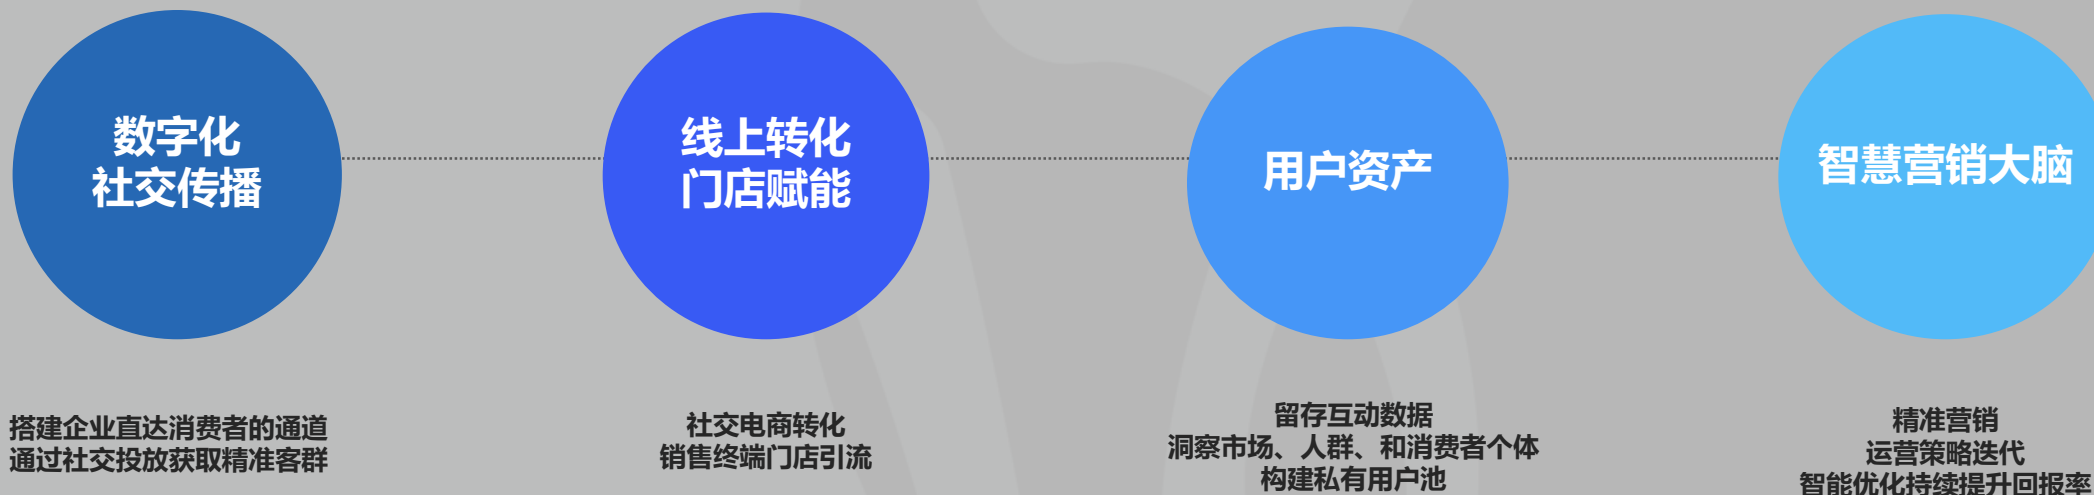 数字化
社交传播
线上转化
门店赋能
用户资产
智慧营销大脑
搭建企业直达消费者的通道
通过社交投放获取精准客群
社交电商转化
销售终端门店引流
留存互动数据
洞察市场、人群、和消费者个体
构建私有用户池
精准营销
运营策略迭代
智能优化持续提升回报率